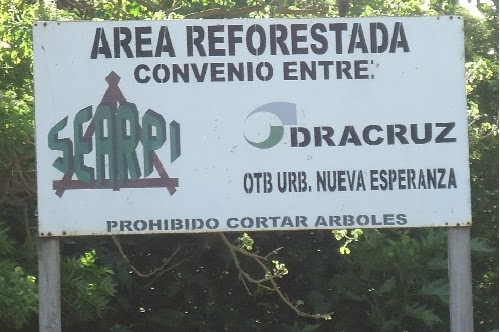 AREA REFORESTADA
CONVENIO ENTRE:
SEARPI
DRACRUZ
OTB URB. NUEVA ESPERANZA
PROHIBIDO CORTAR ARBOLES